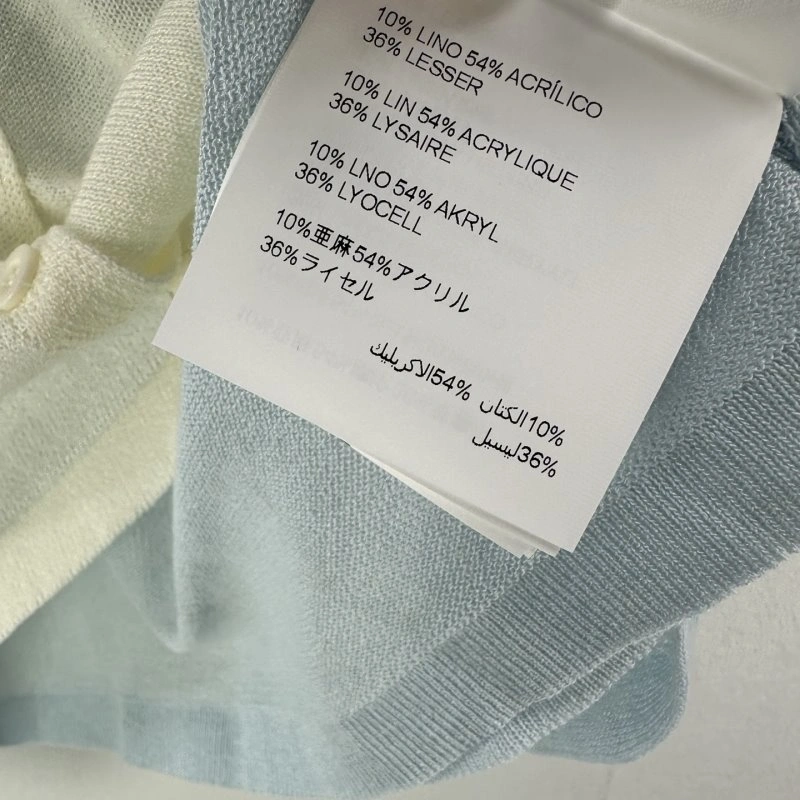 10% LINO 54% ACRÍLICO
36% LESSER
10% LIN 54% ACRYLIQUE
36% LYSAIRE
10% LNO 54% AKRYL
36% LYOCELL
10%亜麻54%アクリル
36%ライセル
10%الكتان 54%الاكريليك
36%ليسيل